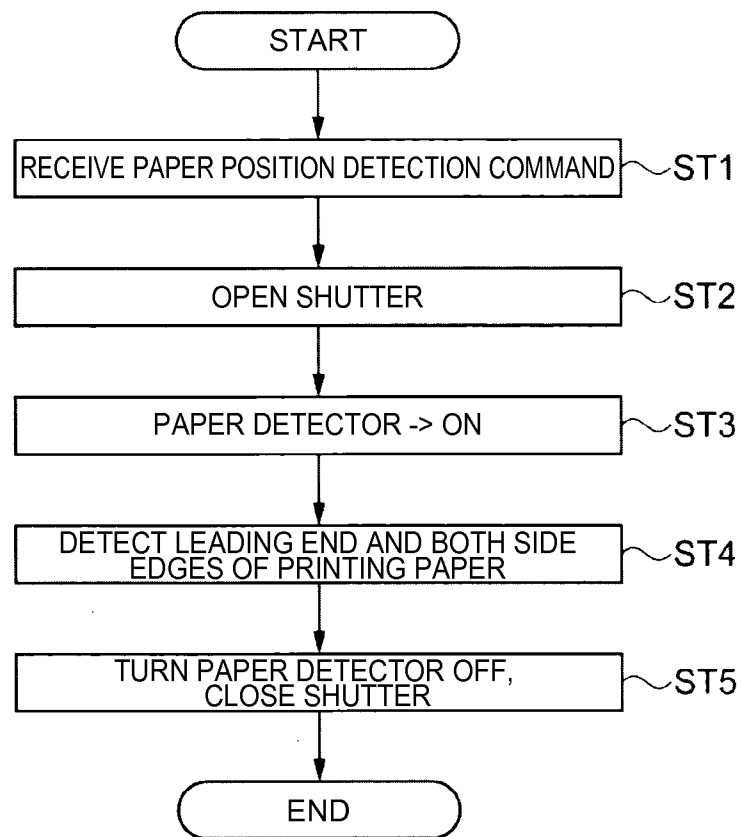 START
RECEIVE PAPER POSITION DETECTION COMMAND ST1
OPEN SHUTTER ST2
PAPER DETECTOR -> ON ST3
DETECT LEADING END AND BOTH SIDE
EDGES OF PRINTING PAPER ST4
TURN PAPER DETECTOR OFF,
CLOSE SHUTTER ST5
END